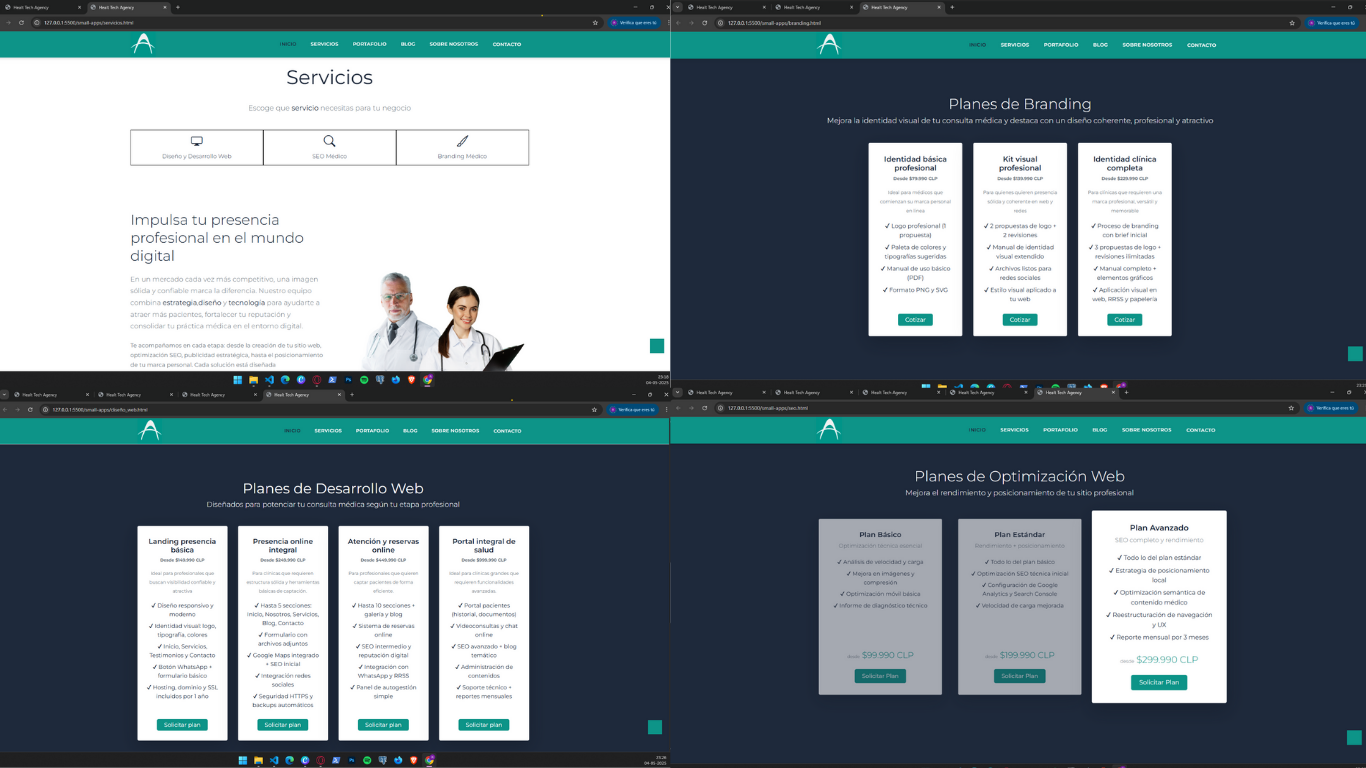 Healt Tech Agency
Healt Tech Agency
127.0.0.1:5500/small-apps/servicios.html
Verifica que eres tú
INICIO
SERVICIOS
PORTAFOLIO
BLOG
SOBRE NOSOTROS
CONTACTO
Servicios
Escoge que servicio necesitas para tu negocio
Diseño y Desarrollo Web
SEO Médico
Branding Médico
Impulsa tu presencia
profesional en el mundo
digital
En un mercado cada vez más competitivo, una imagen
sólida y confiable marca la diferencia. Nuestro equipo
combina estrategia, diseño y tecnología para ayudarte a
atraer más pacientes, fortalecer tu reputación y
consolidar tu práctica médica en el entorno digital.
Te acompañamos en cada etapa: desde la creación de tu sitio web,
optimización SEO, publicidad estratégica, hasta el posicionamiento
de tu marca personal. Cada solución está diseñada
23:18
04-05-2025
Healt Tech Agency
Healt Tech Agency
Healt Tech Agency
127.0.0.1:5500/small-apps/branding.html
Verifica que eres tú
INICIO
SERVICIOS
PORTAFOLIO
BLOG
SOBRE NOSOTROS
CONTACTO
Planes de Branding
Mejora la identidad visual de tu consulta médica y destaca con un diseño coherente, profesional y atractivo
Identidad básica
profesional
Desde $79.990 CLP
Ideal para médicos que
comienzan su marca personal
en línea
✓ Logo profesional (1
propuesta)
✓ Paleta de colores y
tipografías sugeridas
✓ Manual de uso básico
(PDF)
✓ Formato PNG y SVG
Cotizar
Kit visual
profesional
Desde $139.990 CLP
Para quienes quieren presencia
sólida y coherente en web y
redes
✓ 2 propuestas de logo +
2 revisiones
✓ Manual de identidad
visual extendido
✓ Archivos listos para
redes sociales
✓ Estilo visual aplicado a
tu web
Cotizar
Identidad clínica
completa
Para clínicas que requieren una
marca profesional, versátil y
memorable
✓ Proceso de branding
con brief inicial
✓ 3 propuestas de logo +
revisiones ilimitadas
✓ Manual completo +
elementos gráficos
✓ Aplicación visual en
web, RRSS y papelería
Cotizar
Healt Tech Agency
Healt Tech Agency
Healt Tech Agency
Healt Tech Agency
127.0.0.1:5500/small-apps/diseño_web.html
Verifica que eres tú
INICIO
SERVICIOS
PORTAFOLIO
BLOG
SOBRE NOSOTROS
CONTACTO
Planes de Desarrollo Web
Diseñados para potenciar tu consulta médica según tu etapa profesional
Landing presencia
básica
Desde $149.990 CLP
Ideal para profesionales que
buscan visibilidad confiable y
atractiva
✓ Diseño responsivo y
moderno
✓ Identidad visual: logo,
tipografía, colores
✓ Inicio, Servicios,
Testimonios y Contacto
✓ Botón WhatsApp +
formulario básico
✓ Hosting, dominio y SSL
incluidos por 1 año
Solicitar plan
Presencia online
integral
Desde $249.990 CLP
Para clínicas que requieren
estructura sólida y herramientas
básicas de captación.
✓ Hasta 5 secciones:
Inicio, Nosotros, Servicios,
Blog, Contacto
✓ Formulario con
archivos adjuntos
✓ Google Maps integrado
+ SEO inicial
✓ Integración redes
sociales
✓ Seguridad HTTPS y
backups automáticos
Solicitar plan
Atención y reservas
online
Desde $449.990 CLP
Para profesionales que quieren
captar pacientes de forma
eficiente.
✓ Hasta 10 secciones +
galería y blog
✓ Sistema de reservas
online
✓ SEO intermedio y
reputación digital
✓ Integración con
WhatsApp y RRSS
✓ Panel de autogestión
simple
Solicitar plan
Portal integral de
salud
Desde $999.990 CLP
Ideal para clínicas grandes que
requieren funcionalidades
avanzadas.
✓ Portal pacientes
(historial, documentos)
✓ Videoconsultas y chat
online
✓ SEO avanzado + blog
temático
✓ Administración de
contenidos
✓ Soporte técnico +
reportes mensuales
Solicitar plan
23:26
04-05-2025
Healt Tech Agency
Healt Tech Agency
Healt Tech Agency
Healt Tech Agency
Healt Tech Agency
127.0.0.1:5500/small-apps/seo.html
Verifica que eres tú
INICIO
SERVICIOS
PORTAFOLIO
BLOG
SOBRE NOSOTROS
CONTACTO
Planes de Optimización Web
Mejora el rendimiento y posicionamiento de tu sitio profesional
Plan Básico
Optimización técnica esencial
✓ Análisis de velocidad y carga
✓ Mejora en imágenes y
compresión
✓ Optimización móvil básica
✓ Informe de diagnóstico técnico
Desde $99.990 CLP
Solicitar Plan
Plan Estándar
Rendimiento + posicionamiento
✓ Todo lo del plan básico
✓ Optimización SEO técnica inicial
✓ Configuración de Google
Analytics y Search Console
✓ Velocidad de carga mejorada
Desde $199.990 CLP
Solicitar Plan
Plan Avanzado
SEO completo y rendimiento
✓ Todo lo del plan estándar
✓ Estrategia de posicionamiento
local
✓ Optimización semántica de
contenido médico
✓ Reestructuración de navegación
y UX
✓ Reporte mensual por 3 meses
Desde $299.990 CLP
Solicitar Plan